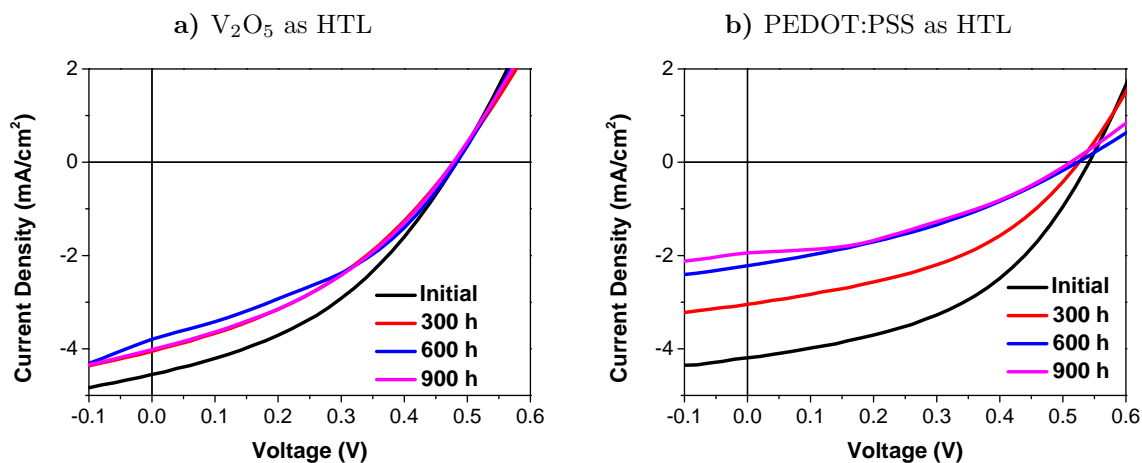 a) V₂O₅ as HTL
2
0
-2
-4
Current Density (mA/cm²)
Initial
300 h
600 h
900 h
-0.1 0.0 0.1 0.2 0.3 0.4 0.5 0.6
Voltage (V)
b) PEDOT:PSS as HTL
2
0
-2
-4
Current Density (mA/cm²)
Initial
300 h
600 h
900 h
-0.1 0.0 0.1 0.2 0.3 0.4 0.5 0.6
Voltage (V)